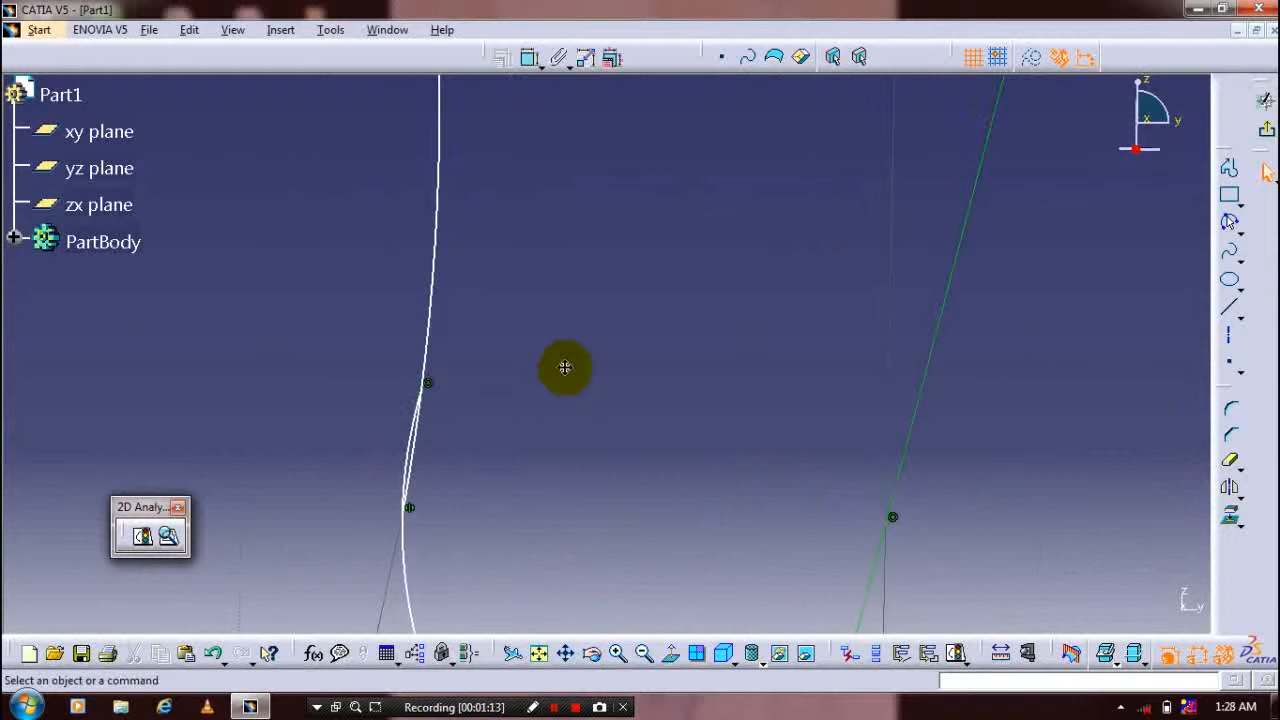 CATIA V5 - [Part1]
Start ENOVIA V5 File Edit View Insert Tools Window Help
Part1
xy plane
yz plane
zx plane
PartBody
z
x
y
2D Analy...
f(x)
z
x y
CATIA
Select an object or a command
Recording [00:01:13]
1:28 AM